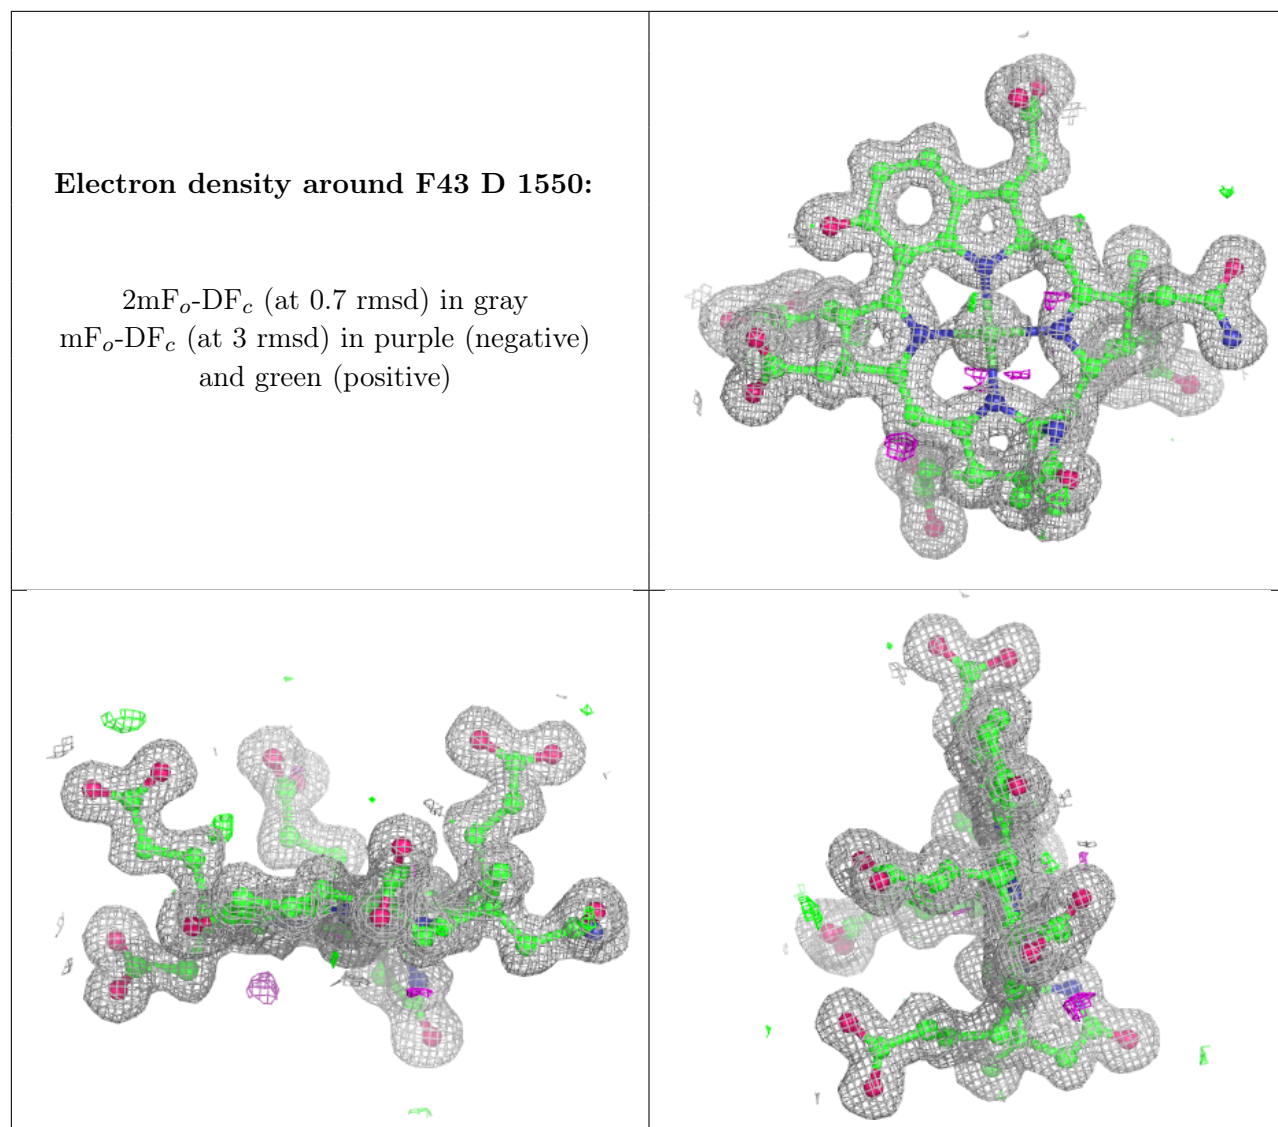 Electron density around F43 D 1550:
2mFo-DFc (at 0.7 rmsd) in gray
mFo-DFc (at 3 rmsd) in purple (negative)
and green (positive)